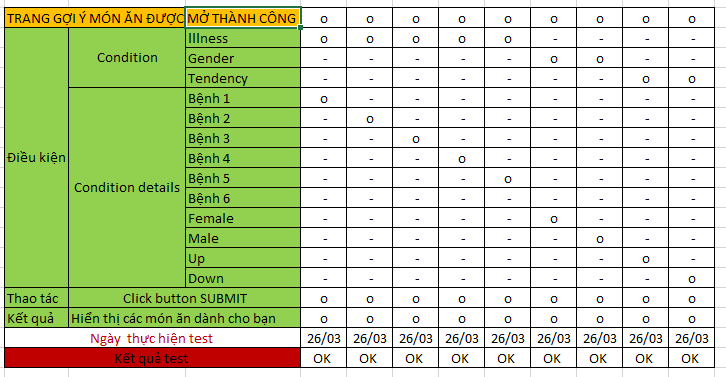 TRANG GỢI Ý MÓN ĂN ĐƯỢC MỞ THÀNH CÔNG o o o o o o o o o
Điều kiện
Condition
Illness o o o o o - - - -
Gender - - - - - o o - -
Tendency - - - - - - - o o
Condition details
Bệnh 1 o - - - - - - - -
Bệnh 2 - o - - - - - - -
Bệnh 3 - - o - - - - - -
Bệnh 4 - - - o - - - - -
Bệnh 5 - - - - o - - - -
Bệnh 6 - - - - - - - - -
Female - - - - - o - - -
Male - - - - - - o - -
Up - - - - - - - o -
Down - - - - - - - - o
Thao tác Click button SUBMIT o o o o o o o o o
Kết quả Hiển thị các món ăn dành cho bạn o o o o o o o o o
Ngày thực hiện test 26/03 26/03 26/03 26/03 26/03 26/03 26/03 26/03 26/03
Kết quả test OK OK OK OK OK OK OK OK OK